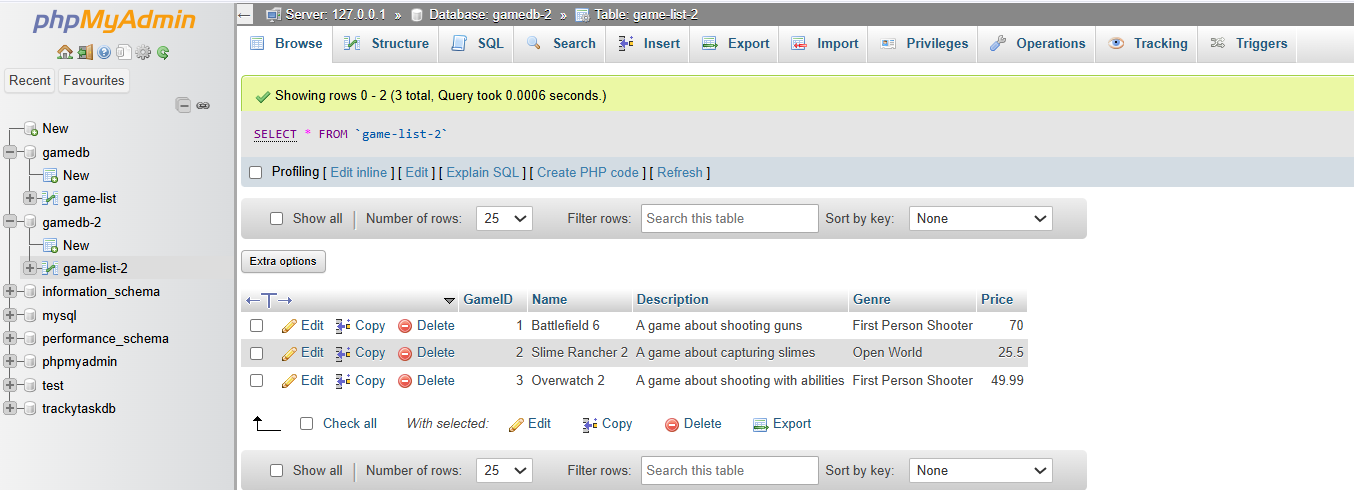 phpMyAdmin
Recent Favourites
New
gamedb
New
game-list
gamedb-2
New
game-list-2
information_schema
mysql
performance_schema
phpmyadmin
test
trackytaskdb
Server: 127.0.0.1 » Database: gamedb-2 » Table: game-list-2
Browse Structure SQL Search Insert Export Import Privileges Operations Tracking Triggers
Showing rows 0 - 2 (3 total, Query took 0.0006 seconds.)
SELECT * FROM `game-list-2`
Profiling [ Edit inline ] [ Edit ] [ Explain SQL ] [ Create PHP code ] [ Refresh ]
Show all Number of rows: 25 Filter rows: Search this table Sort by key: None
Extra options
GameID Name Description Genre Price
Edit Copy Delete 1 Battlefield 6 A game about shooting guns First Person Shooter 70
Edit Copy Delete 2 Slime Rancher 2 A game about capturing slimes Open World 25.5
Edit Copy Delete 3 Overwatch 2 A game about shooting with abilities First Person Shooter 49.99
Check all With selected: Edit Copy Delete Export
Show all Number of rows: 25 Filter rows: Search this table Sort by key: None